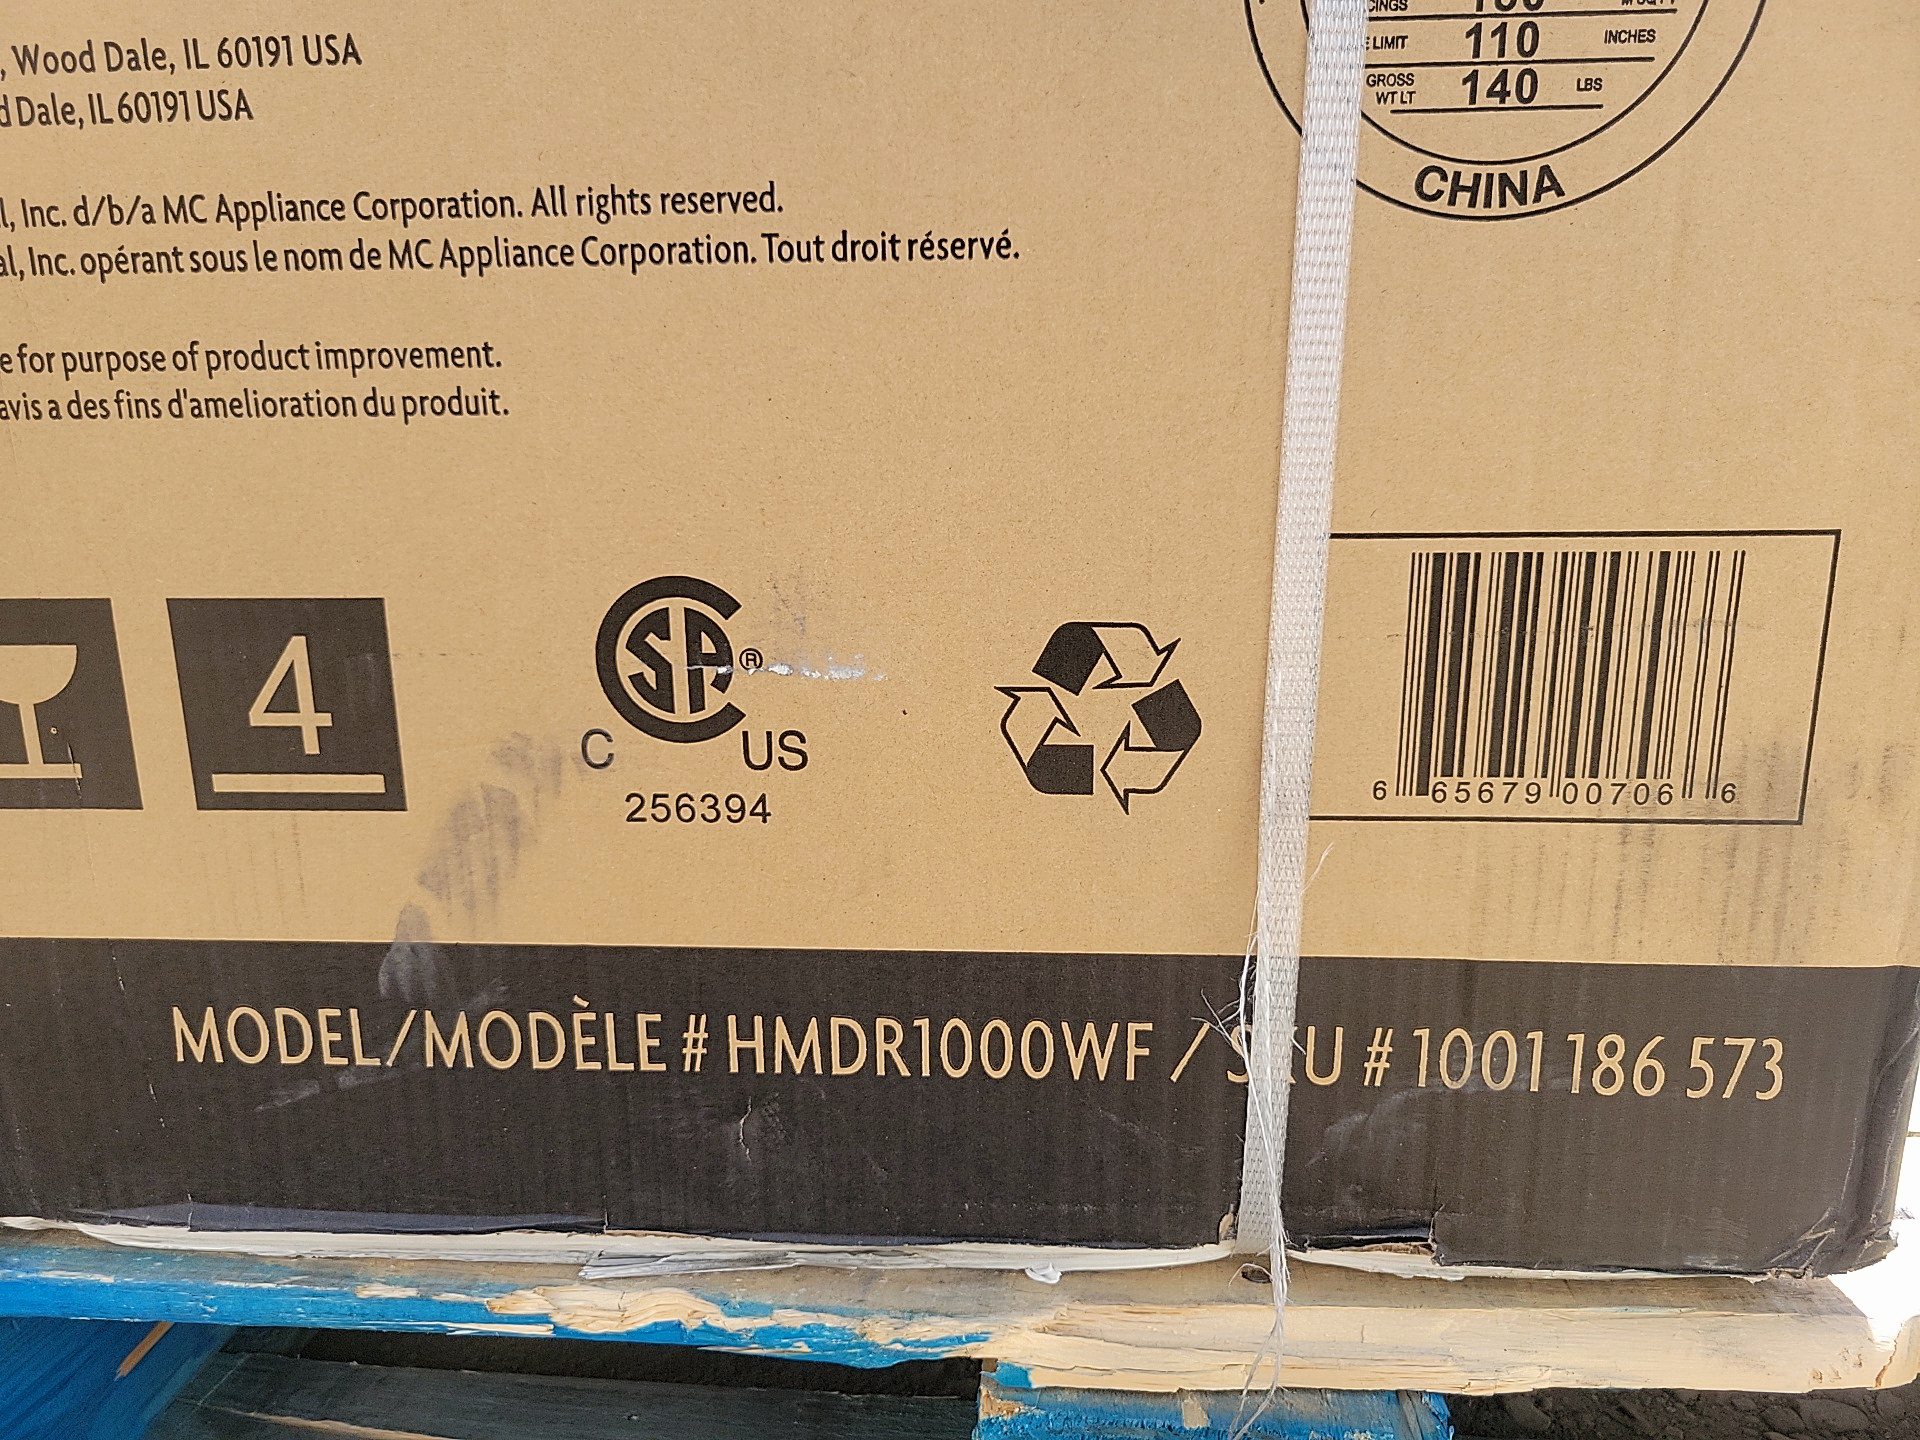 , Wood Dale, IL 60191 USA
d Dale, IL 60191 USA
l, Inc. d/b/a MC Appliance Corporation. All rights reserved.
al, Inc. opérant sous le nom de MC Appliance Corporation. Tout droit réservé.
e for purpose of product improvement.
avis a des fins d'amelioration du produit.
LIMIT 110 INCHES
GROSS WT LT 140 LBS
CHINA
4
CSA ®
C US
256394
6 65679 00706 6
MODEL/MODÈLE # HMDR1000WF / SKU # 1001 186 573